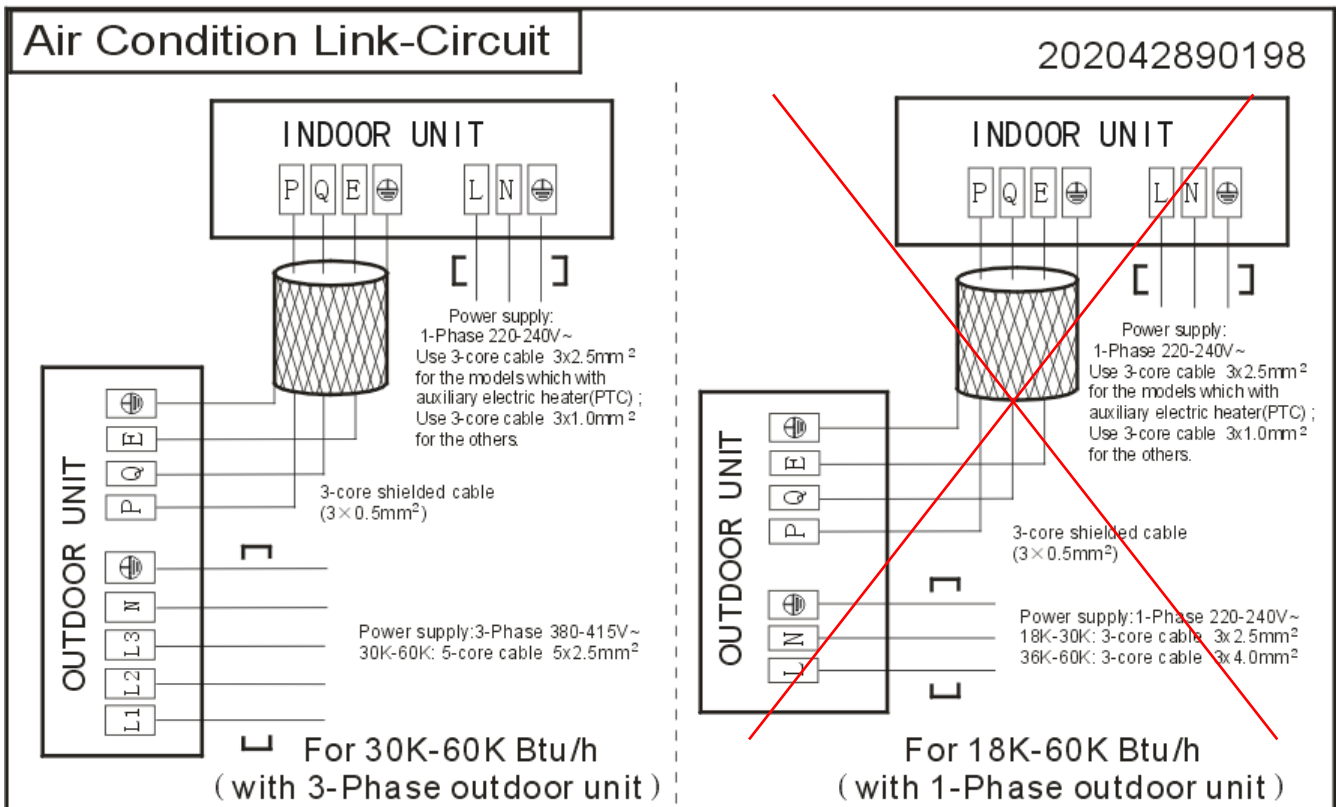 Air Condition Link-Circuit
202042890198
INDOOR UNIT
P Q E L N
Power supply:
1-Phase 220-240V~
Use 3-core cable 3x2.5mm²
for the models which with
auxiliary electric heater(PTC) ;
Use 3-core cable 3x1.0mm²
for the others.
OUTDOOR UNIT
E
Q
P
N
L3
L2
L1
3-core shielded cable
(3×0.5mm²)
Power supply:3-Phase 380-415V~
30K-60K: 5-core cable 5x2.5mm²
For 30K-60K Btu/h
(with 3-Phase outdoor unit)
INDOOR UNIT
P Q E L N
Power supply:
1-Phase 220-240V~
Use 3-core cable 3x2.5mm²
for the models which with
auxiliary electric heater(PTC) ;
Use 3-core cable 3x1.0mm²
for the others.
OUTDOOR UNIT
E
Q
P
N
L
3-core shielded cable
(3×0.5mm²)
Power supply:1-Phase 220-240V~
18K-30K: 3-core cable 3x2.5mm²
36K-60K: 3-core cable 3x4.0mm²
For 18K-60K Btu/h
(with 1-Phase outdoor unit)